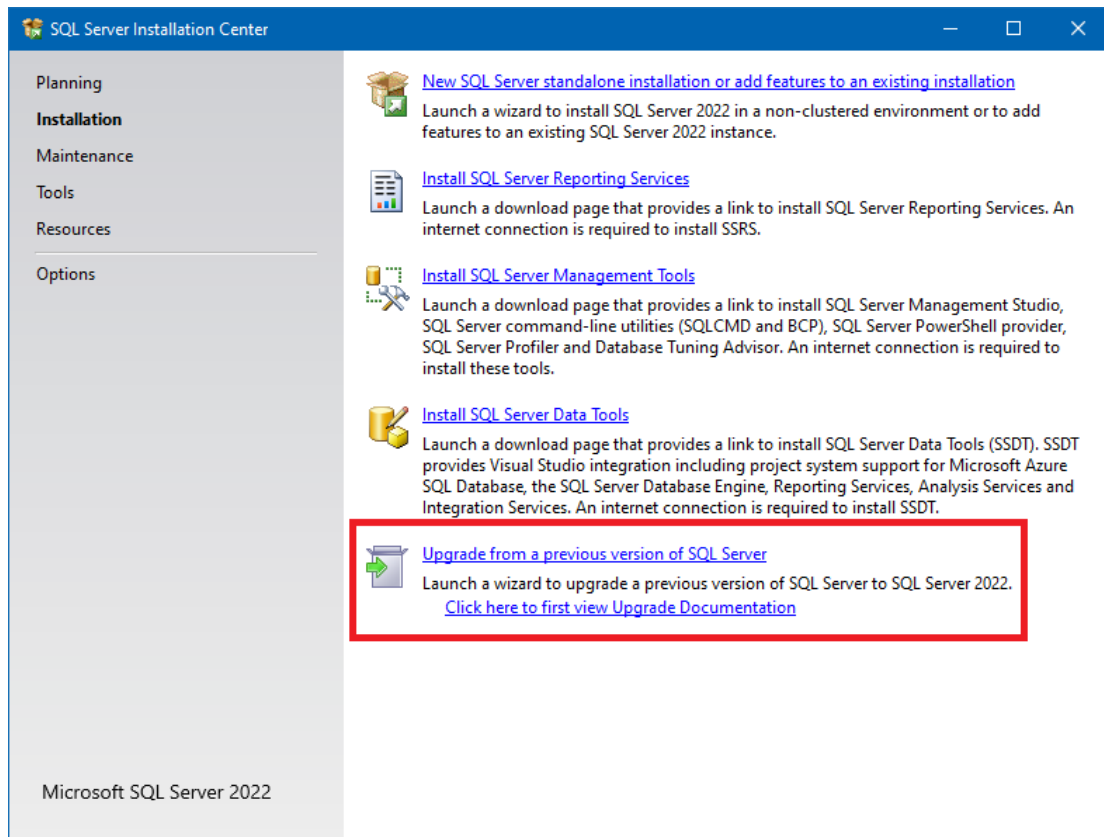 SQL Server Installation Center
Planning
Installation
Maintenance
Tools
Resources
Options
Microsoft SQL Server 2022
New SQL Server standalone installation or add features to an existing installation
Launch a wizard to install SQL Server 2022 in a non-clustered environment or to add
features to an existing SQL Server 2022 instance.
Install SQL Server Reporting Services
Launch a download page that provides a link to install SQL Server Reporting Services. An
internet connection is required to install SSRS.
Install SQL Server Management Tools
Launch a download page that provides a link to install SQL Server Management Studio,
SQL Server command-line utilities (SQLCMD and BCP), SQL Server PowerShell provider,
SQL Server Profiler and Database Tuning Advisor. An internet connection is required to
install these tools.
Install SQL Server Data Tools
Launch a download page that provides a link to install SQL Server Data Tools (SSDT). SSDT
provides Visual Studio integration including project system support for Microsoft Azure
SQL Database, the SQL Server Database Engine, Reporting Services, Analysis Services and
Integration Services. An internet connection is required to install SSDT.
Upgrade from a previous version of SQL Server
Launch a wizard to upgrade a previous version of SQL Server to SQL Server 2022.
Click here to first view Upgrade Documentation